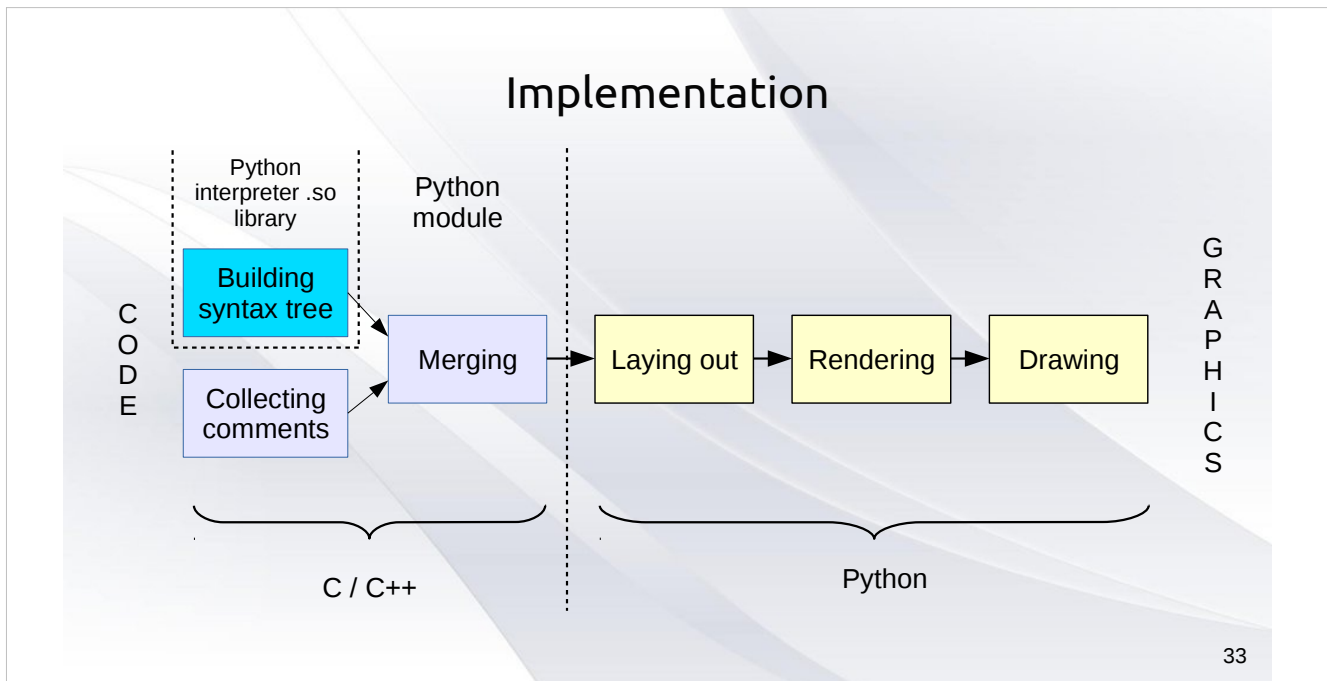 Implementation
Python
interpreter .so
library
Python
module
C
O
D
E
Building
syntax tree
Collecting
comments
Merging
Laying out
Rendering
Drawing
G
R
A
P
H
I
C
S
C / C++
Python
33